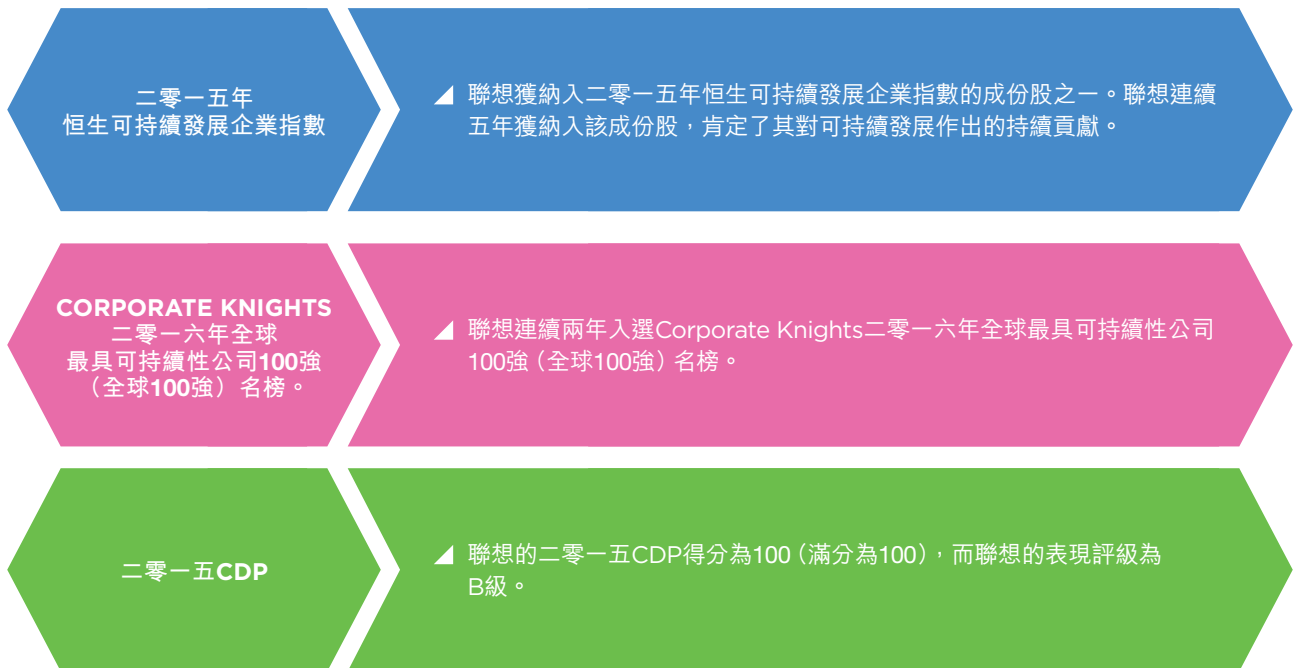 二零一五年
恒生可持續發展企業指數
聯想獲納入二零一五年恒生可持續發展企業指數的成份股之一。聯想連續
五年獲納入該成份股，肯定了其對可持續發展作出的持續貢獻。
CORPORATE KNIGHTS
二零一六年全球
最具可持續性公司100強
（全球100強）名榜。
聯想連續兩年入選Corporate Knights二零一六年全球最具可持續性公司
100強（全球100強）名榜。
二零一五CDP
聯想的二零一五CDP得分為100（滿分為100），而聯想的表現評級為
B級。